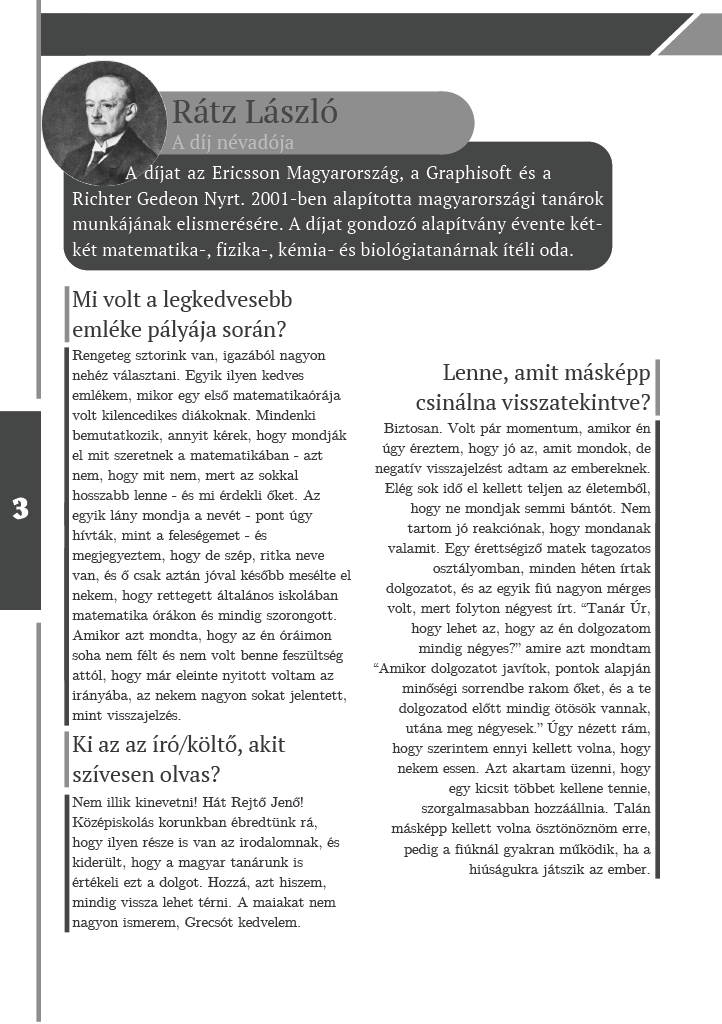 Rátz László
A díj névadója
A díjat az Ericsson Magyarország, a Graphisoft és a
Richter Gedeon Nyrt. 2001-ben alapította magyarországi tanárok
munkájának elismerésére. A díjat gondozó alapítvány évente két-
két matematika-, fizika-, kémia- és biológiatanárnak ítéli oda.
Mi volt a legkedvesebb
emléke pályája során?
Rengeteg sztorink van, igazából nagyon
nehéz választani. Egyik ilyen kedves
emlékem, mikor egy első matematikaórája
volt kilencedikes diákoknak. Mindenki
bemutatkozik, annyit kérek, hogy mondják
el mit szeretnek a matematikában - azt
nem, hogy mit nem, mert az sokkal
hosszabb lenne - és mi érdekli őket. Az
egyik lány mondja a nevét - pont úgy
hívták, mint a feleségemet - és
megjegyeztem, hogy de szép, ritka neve
van, és ő csak aztán jóval később mesélte el
nekem, hogy rettegett általános iskolában
matematika órákon és mindig szorongott.
Amikor azt mondta, hogy az én óráimon
soha nem félt és nem volt benne feszültség
attól, hogy már eleinte nyitott voltam az
irányába, az nekem nagyon sokat jelentett,
mint visszajelzés.
Ki az az író/költő, akit
szívesen olvas?
Nem illik kinevetni! Hát Rejtő Jenő!
Középiskolás korunkban ébredtünk rá,
hogy ilyen része is van az irodalomnak, és
kiderült, hogy a magyar tanárunk is
értékeli ezt a dolgot. Hozzá, azt hiszem,
mindig vissza lehet térni. A maiakat nem
nagyon ismerem, Grecsót kedvelem.
Lenne, amit másképp
csinálna visszatekintve?
Biztosan. Volt pár momentum, amikor én
úgy éreztem, hogy jó az, amit mondok, de
negatív visszajelzést adtam az embereknek.
Elég sok idő el kellett teljen az életemből,
hogy ne mondjak semmi bántót. Nem
tartom jó reakciónak, hogy mondanak
valamit. Egy érettségiző matek tagozatos
osztályomban, minden héten írtak
dolgozatot, és az egyik fiú nagyon mérges
volt, mert folyton négyest írt. “Tanár Úr,
hogy lehet az, hogy az én dolgozatom
mindig négyes?” amire azt mondtam
“Amikor dolgozatot javítok, pontok alapján
minőségi sorrendbe rakom őket, és a te
dolgozatod előtt mindig ötösök vannak,
utána meg négyesek.” Úgy nézett rám,
hogy szerintem ennyi kellett volna, hogy
nekem essen. Azt akartam üzenni, hogy
egy kicsit többet kellene tennie,
szorgalmasabban hozzáállnia. Talán
másképp kellett volna ösztönöznöm erre,
pedig a fiúknál gyakran működik, ha a
hiúságukra játszik az ember.
3